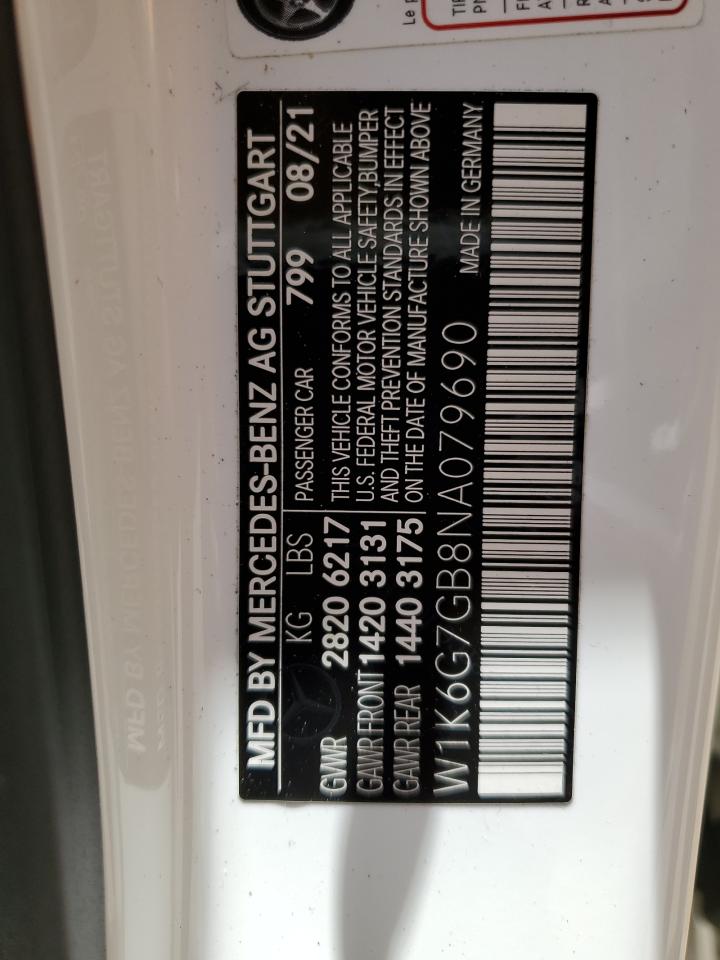 MFD BY MERCEDES-BENZ AG STUTTGART
KG LBS PASSENGER CAR 799 08/21
GVWR 2820 6217 THIS VEHICLE CONFORMS TO ALL APPLICABLE
GAWR FRONT 1420 3131 U.S. FEDERAL MOTOR VEHICLE SAFETY,BUMPER
GAWR REAR 1440 3175 AND THEFT PREVENTION STANDARDS IN EFFECT
ON THE DATE OF MANUFACTURE SHOWN ABOVE
W1K6G7GB8NA079690 MADE IN GERMANY
Le